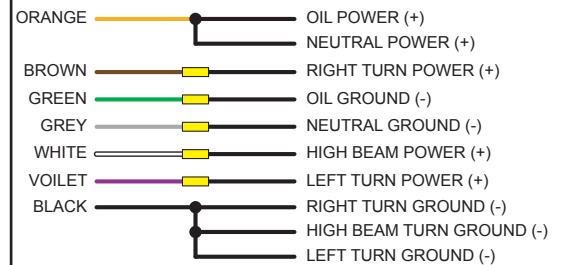 ORANGE OIL POWER (+)
NEUTRAL POWER (+)
BROWN RIGHT TURN POWER (+)
GREEN OIL GROUND (-)
GREY NEUTRAL GROUND (-)
WHITE HIGH BEAM POWER (+)
VOILET LEFT TURN POWER (+)
BLACK RIGHT TURN GROUND (-)
HIGH BEAM TURN GROUND (-)
LEFT TURN GROUND (-)